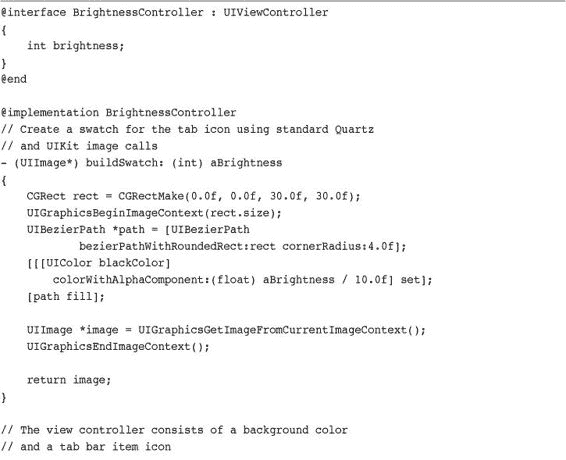 @interface BrightnessController : UIViewController
{
    int brightness;
}
@end

@implementation BrightnessController
// Create a swatch for the tab icon using standard Quartz
// and UIKit image calls
- (UIImage*) buildSwatch: (int) aBrightness
{
    CGRect rect = CGRectMake(0.0f, 0.0f, 30.0f, 30.0f);
    UIGraphicsBeginImageContext(rect.size);
    UIBezierPath *path = [UIBezierPath
            bezierPathWithRoundedRect:rect cornerRadius:4.0f];
    [[[UIColor blackColor]
        colorWithAlphaComponent:(float) aBrightness / 10.0f] set];
    [path fill];

    UIImage *image = UIGraphicsGetImageFromCurrentImageContext();
    UIGraphicsEndImageContext();

    return image;
}

// The view controller consists of a background color
// and a tab bar item icon